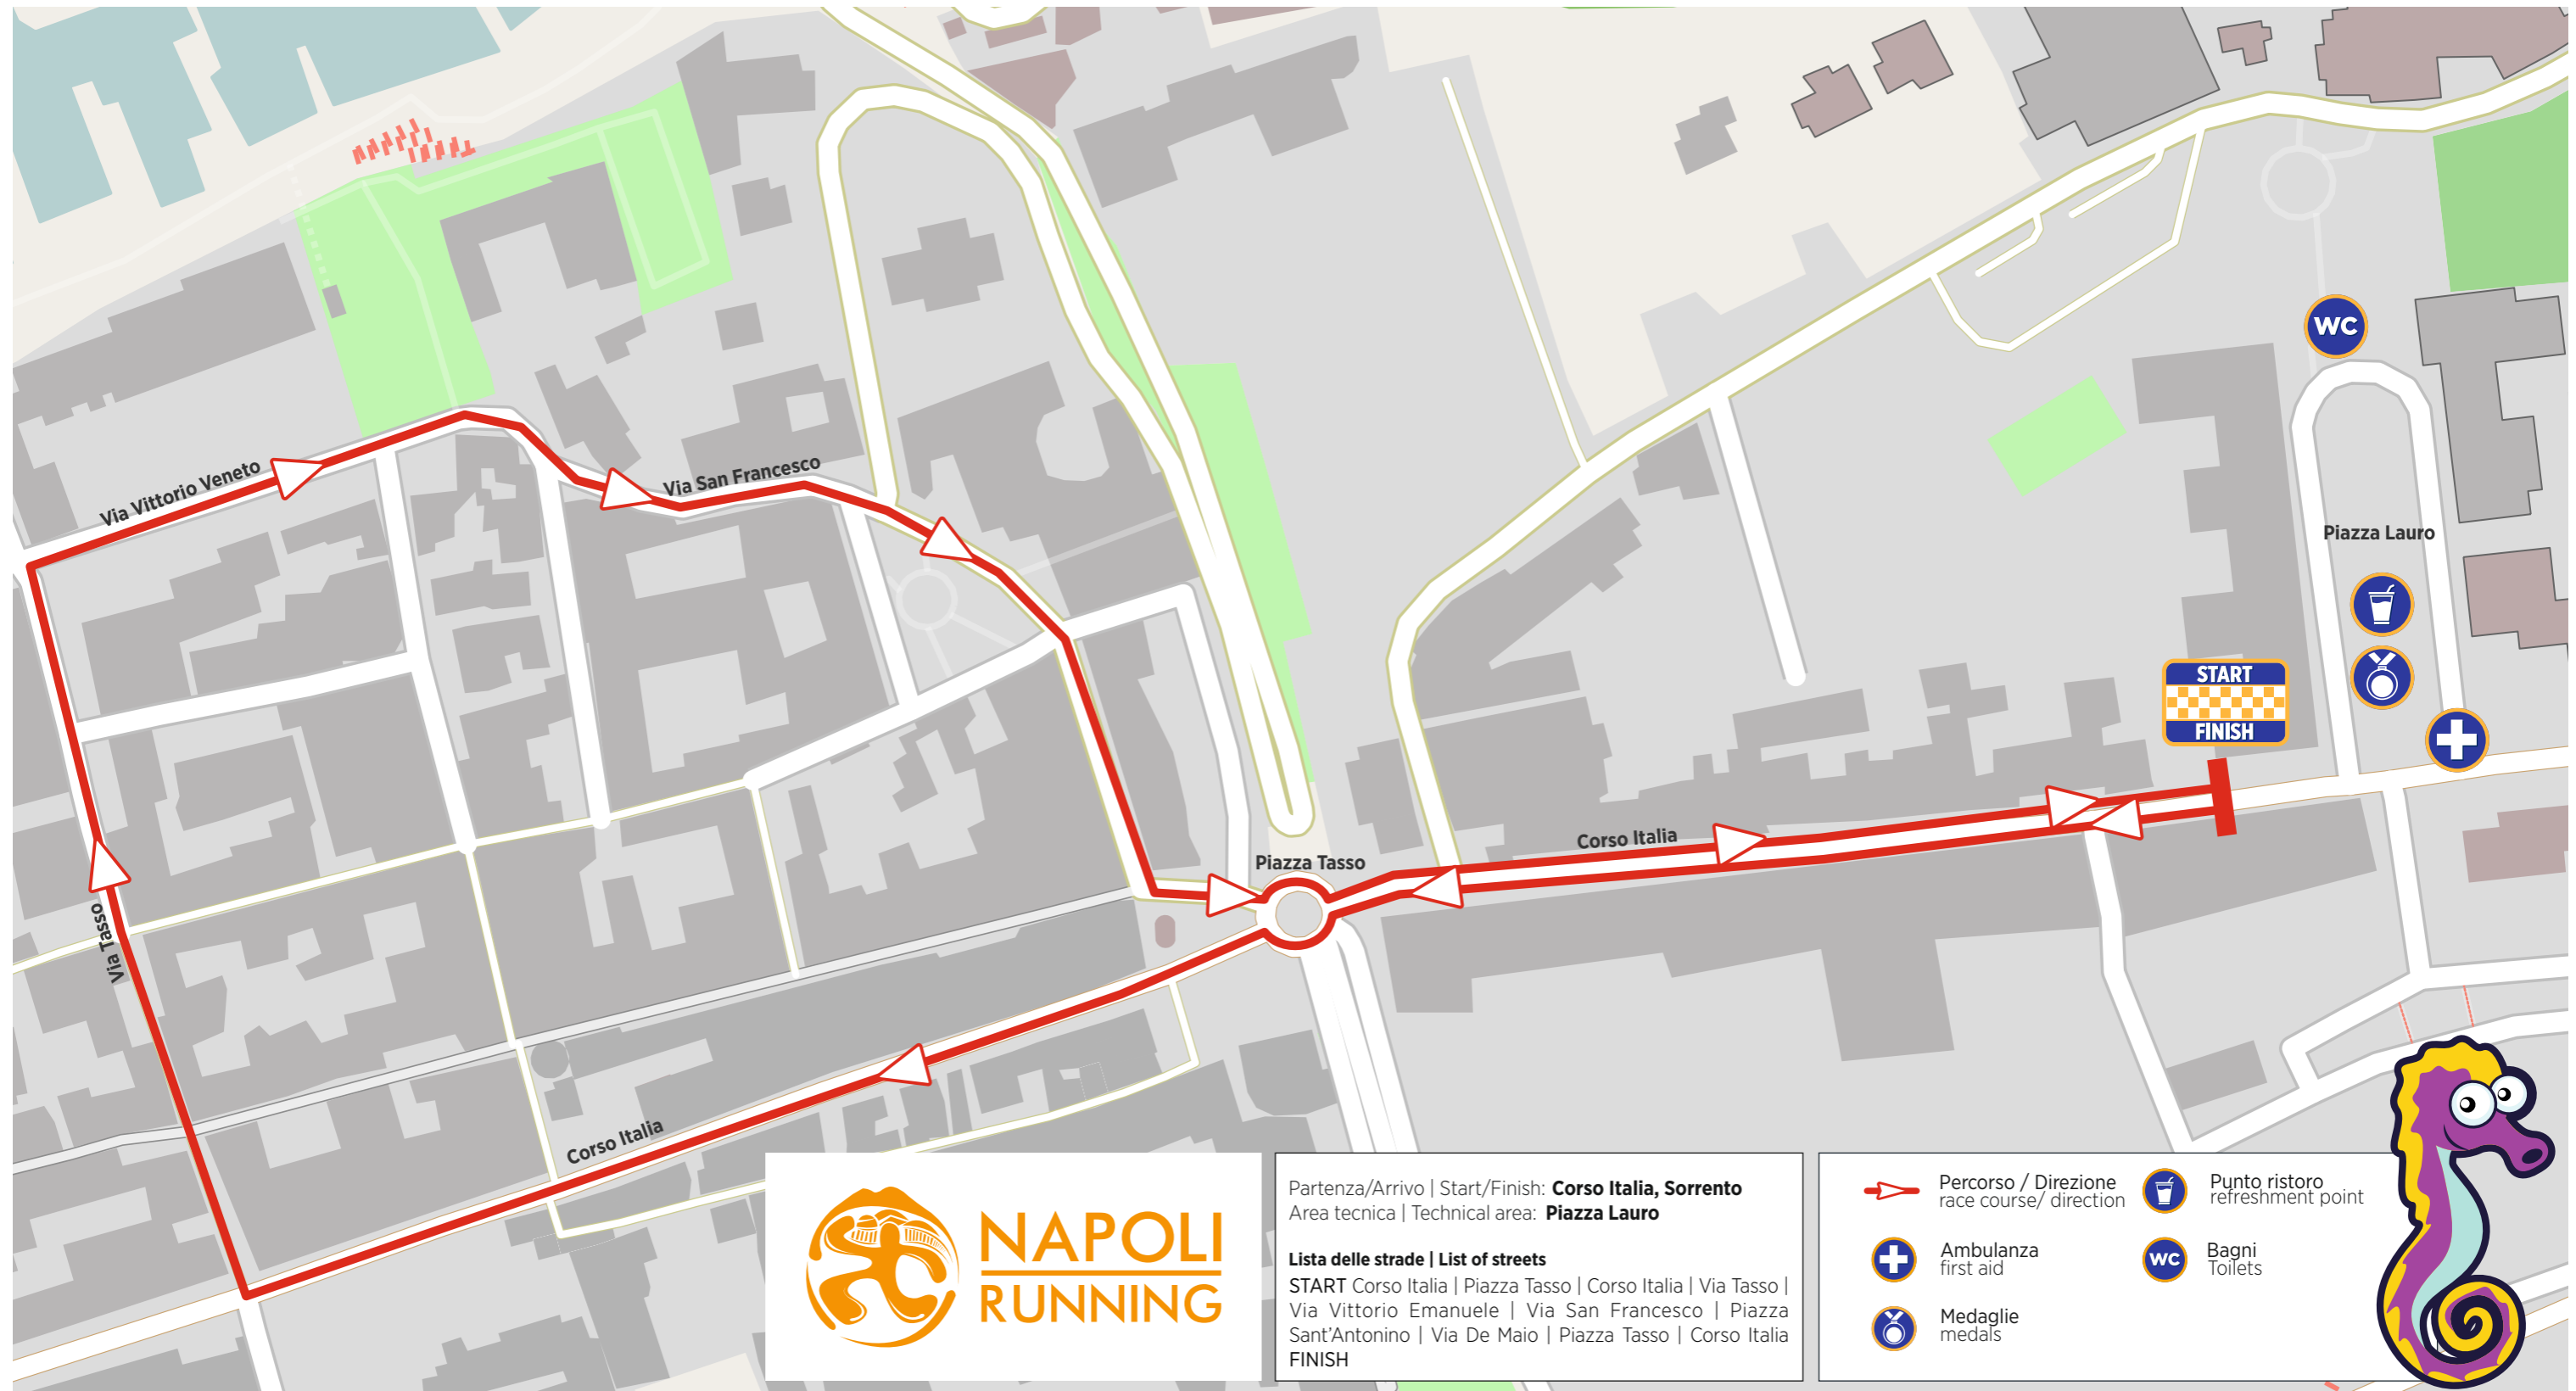 WC
Via Vittorio Veneto
Via San Francesco
Piazza Lauro
START
FINISH
Corso Italia
Piazza Tasso
Via Tasso
Corso Italia
NAPOLI
RUNNING
Partenza/Arrivo | Start/Finish: Corso Italia, Sorrento
Area tecnica | Technical area: Piazza Lauro
Lista delle strade | List of streets
START Corso Italia | Piazza Tasso | Corso Italia | Via Tasso |
Via Vittorio Emanuele | Via San Francesco | Piazza
Sant'Antonino | Via De Maio | Piazza Tasso | Corso Italia
FINISH
Percorso / Direzione
race course/ direction
Punto ristoro
refreshment point
Ambulanza
first aid
WC
Bagni
Toilets
Medaglie
medals